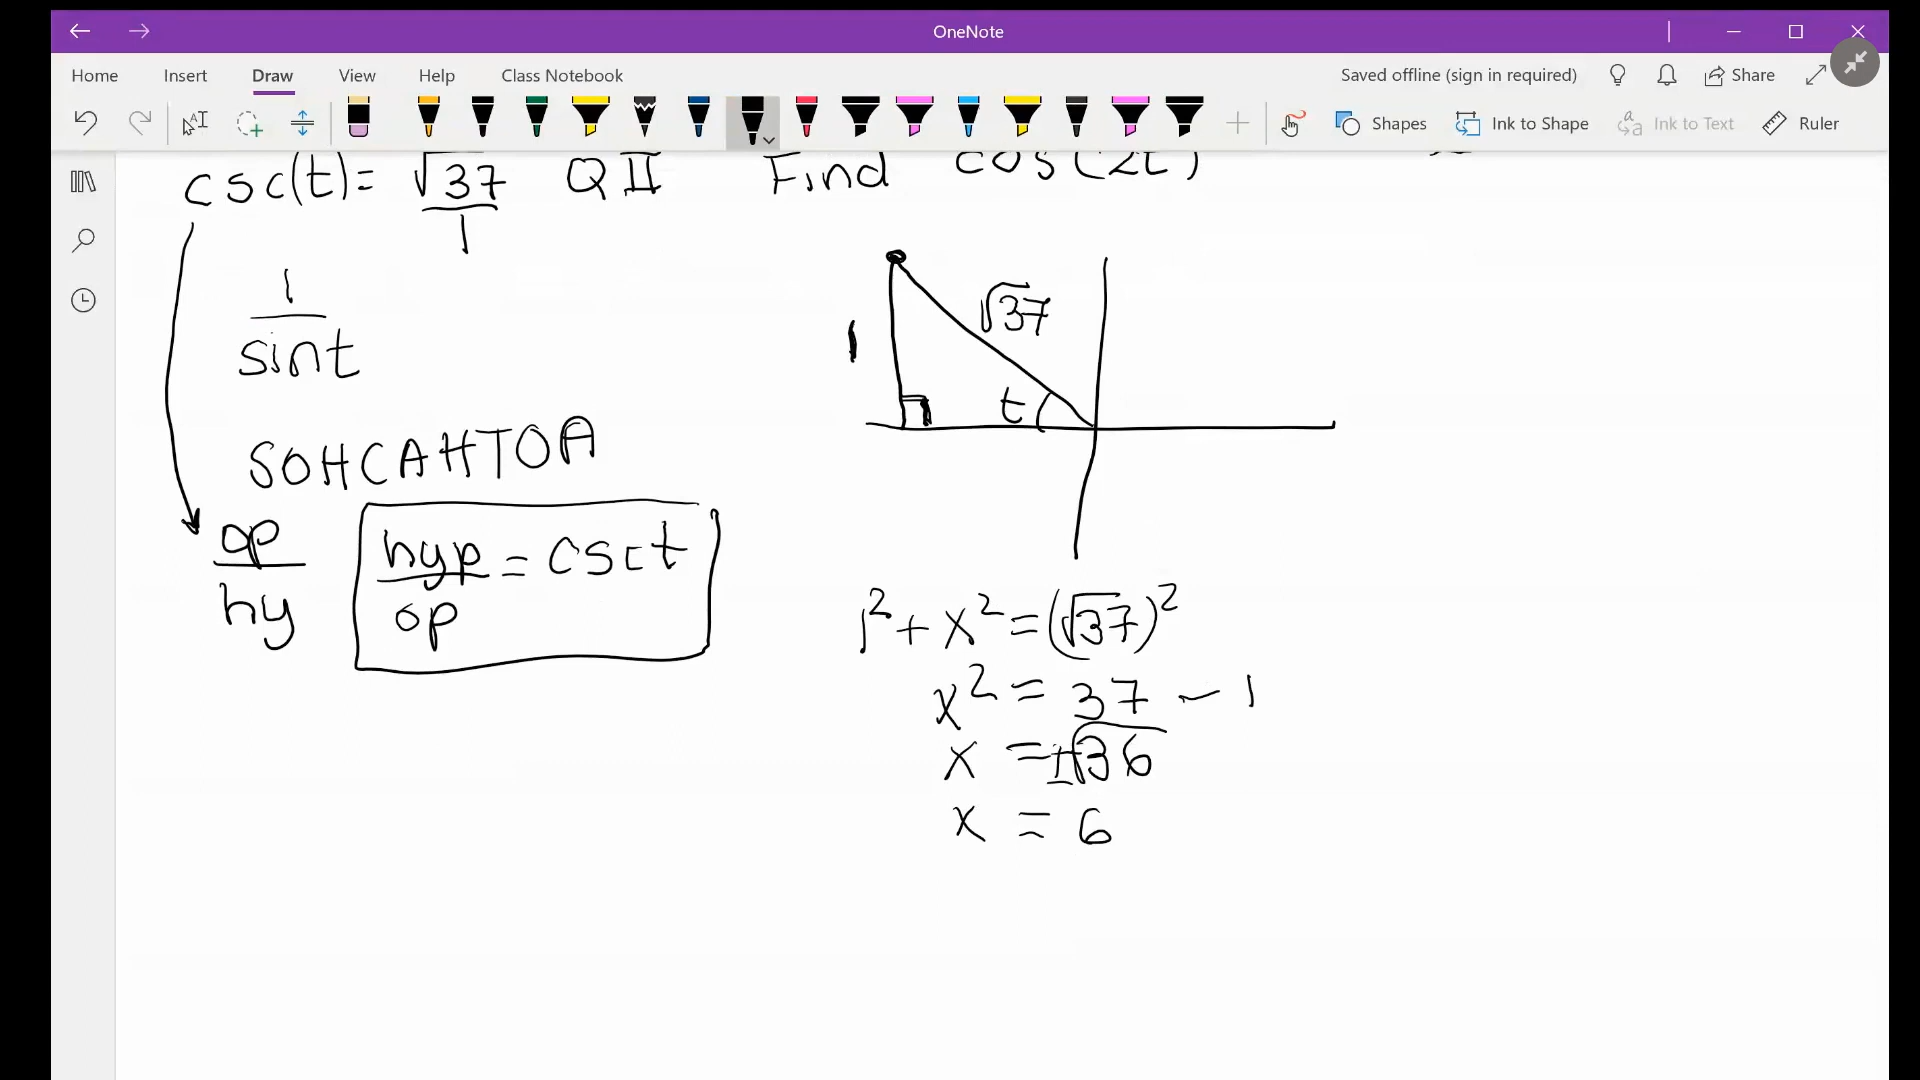 OneNote
Home Insert Draw View Help Class Notebook Saved offline (sign in required) Share
Shapes Ink to Shape Ink to Text Ruler
csc(t) = √37/1 QII Find cos(2t)
1/sint
√37
1
t
SOHCAHTOA
op/hy hyp/op = csct
1² + x² = (√37)²
x² = 37 - 1
x = ±√36
x = 6